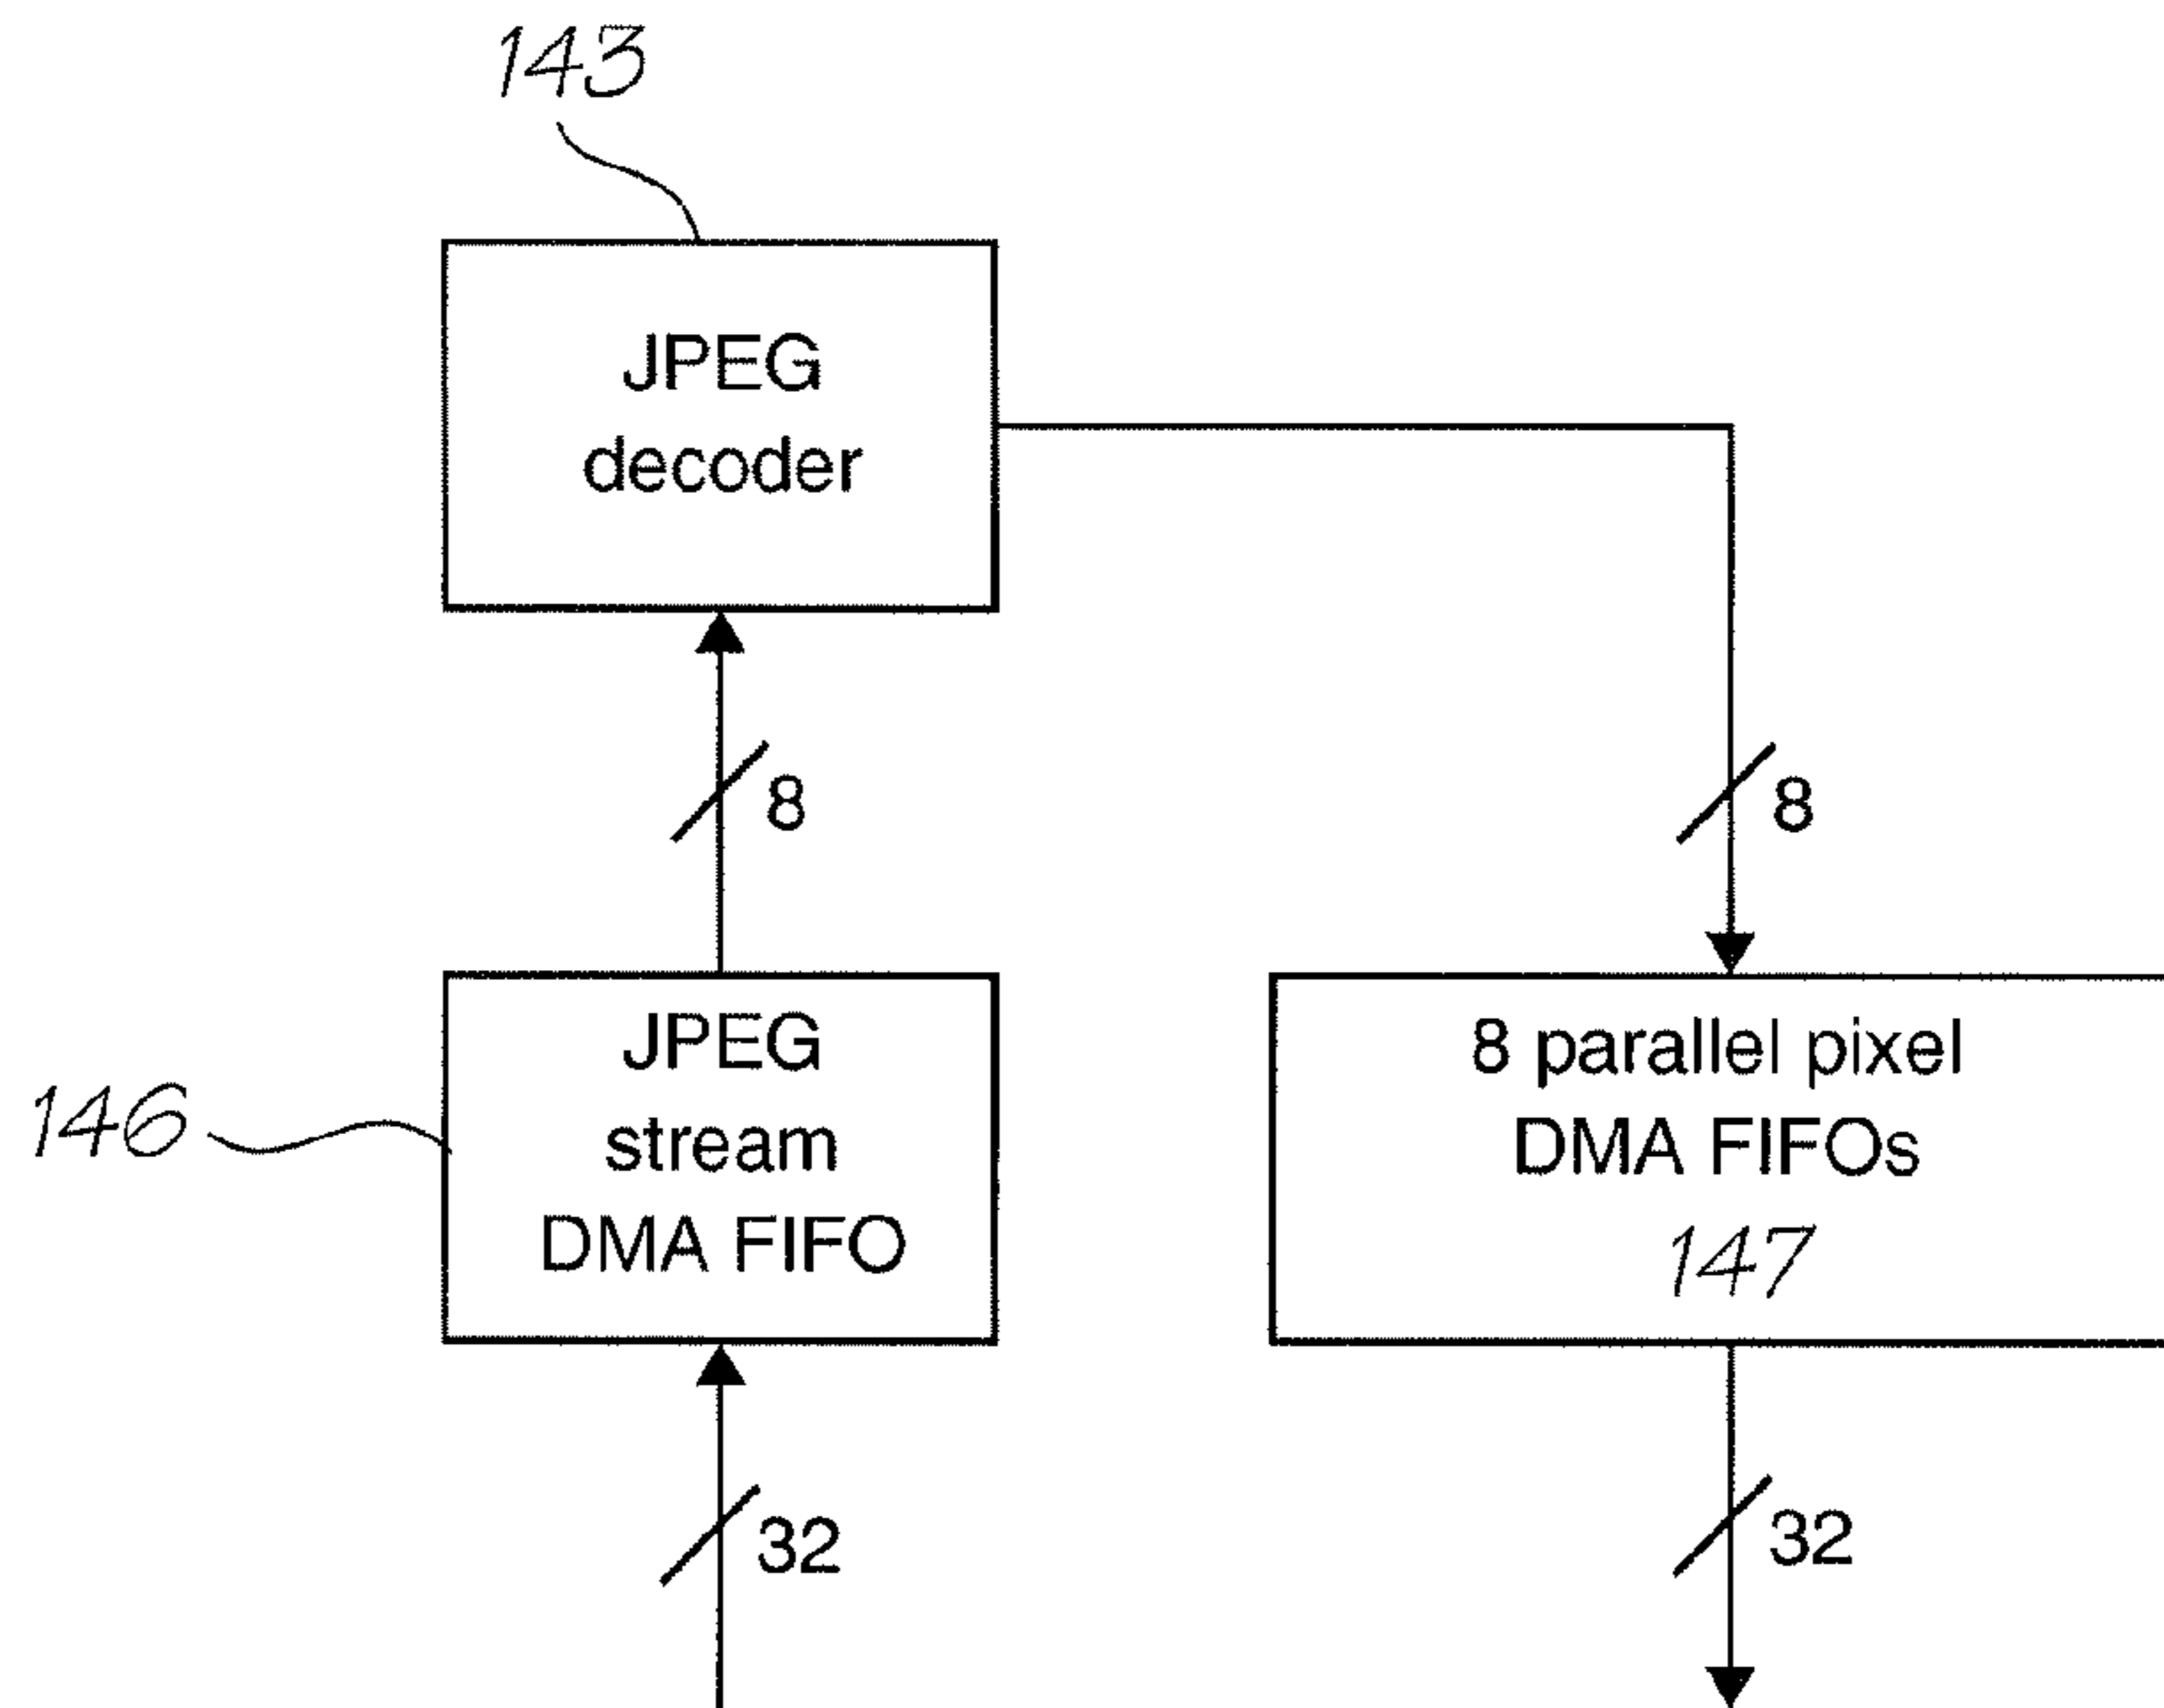 143
JPEG
decoder
8
8
146
JPEG
stream
DMA FIFO
8 parallel pixel
DMA FIFOs
147
32
32